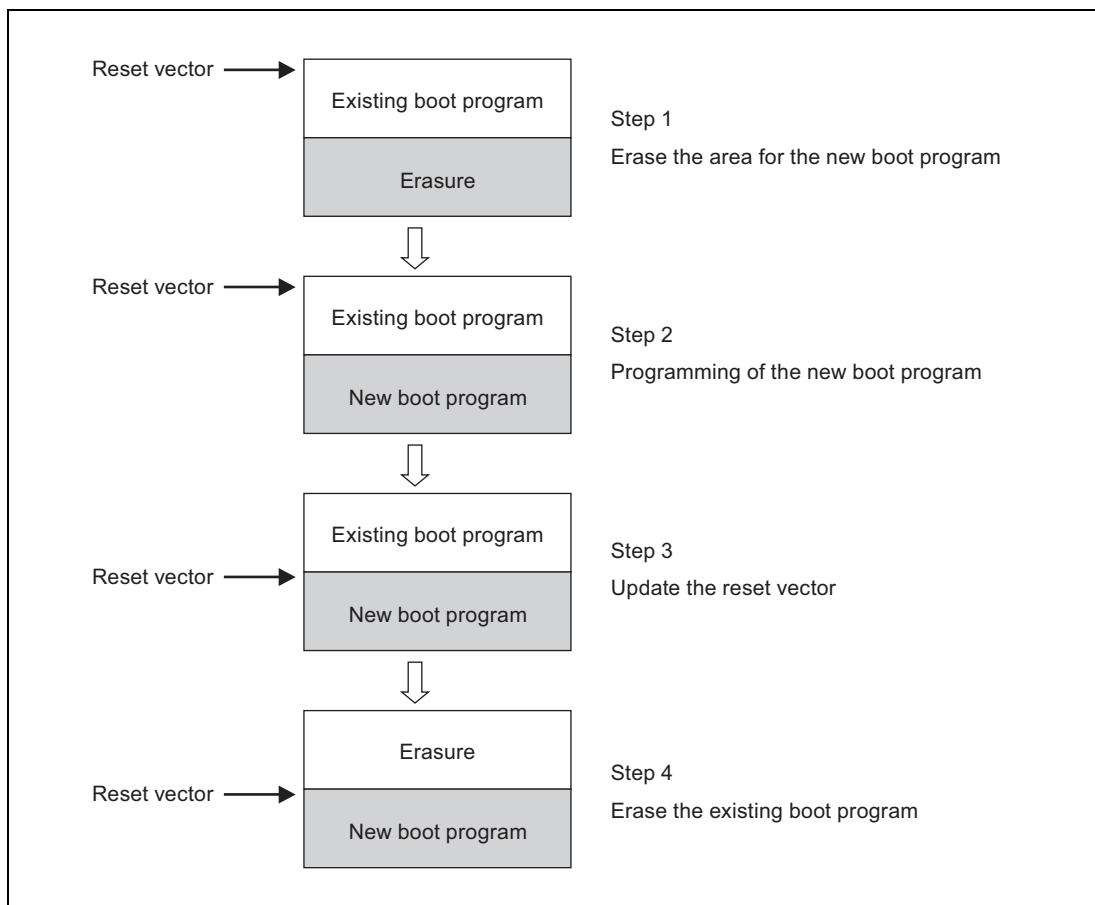 Reset vector
Existing boot program
Erasure
Step 1
Erase the area for the new boot program
Reset vector
Existing boot program
New boot program
Step 2
Programming of the new boot program
Existing boot program
Reset vector
New boot program
Step 3
Update the reset vector
Erasure
Reset vector
New boot program
Step 4
Erase the existing boot program